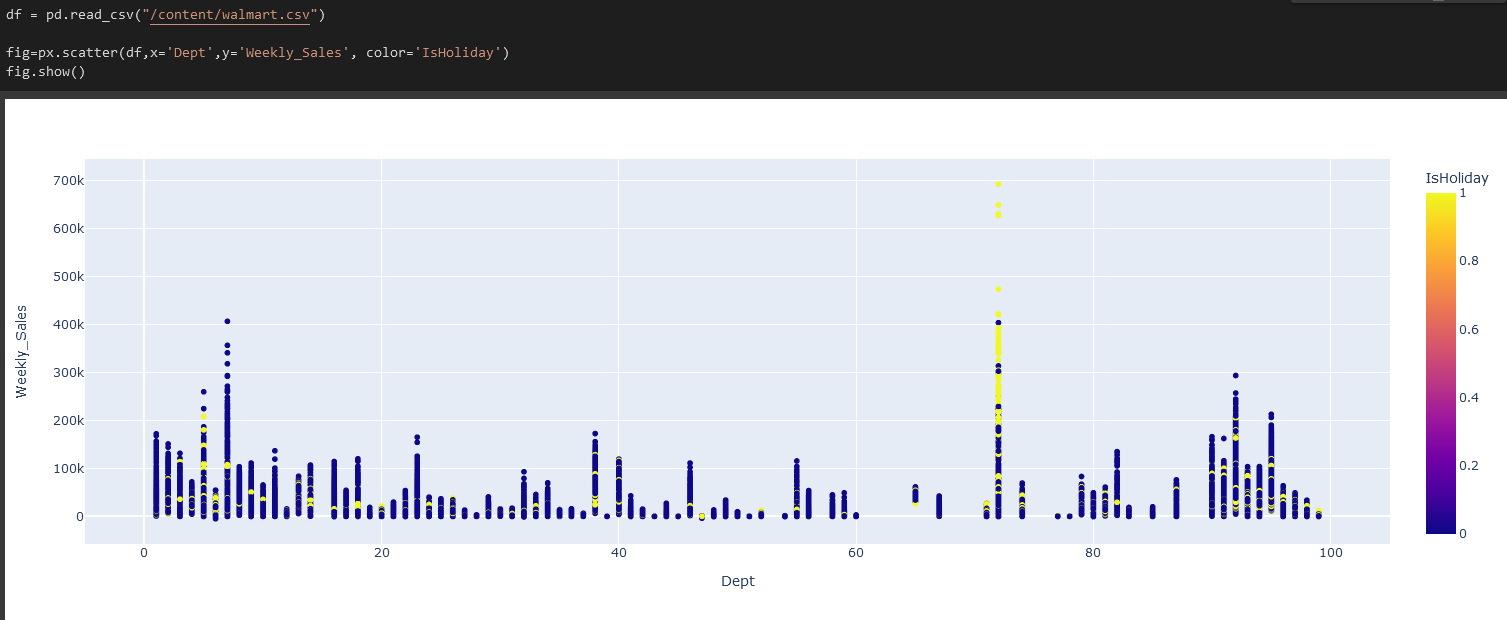 df = pd.read_csv("/content/walmart.csv")
fig=px.scatter(df,x='Dept',y='Weekly_Sales', color='IsHoliday')
fig.show()
IsHoliday
700k
600k
500k
400k
300k
200k
100k
0
Weekly_Sales
0 20 40 60 80 100
Dept
1
0.8
0.6
0.4
0.2
0